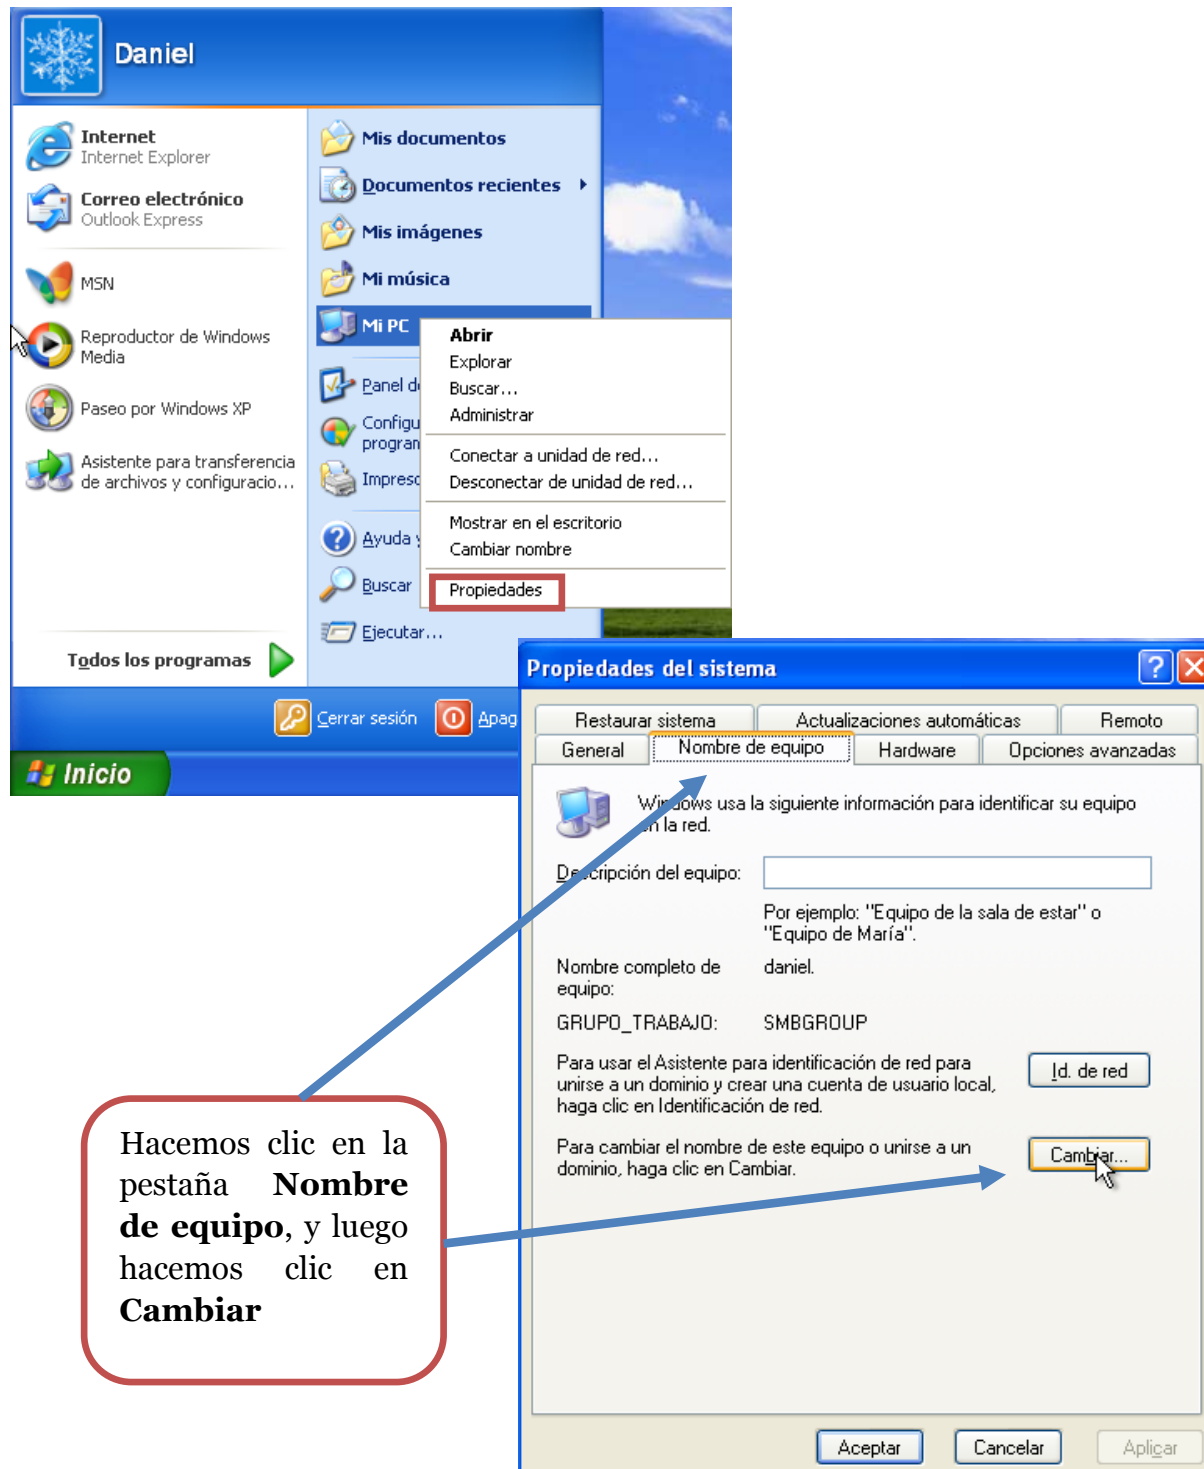 Daniel
Internet
Internet Explorer
Correo electrónico
Outlook Express
MSN
Reproductor de Windows
Media
Paseo por Windows XP
Asistente para transferencia
de archivos y configuracio...
Todos los programas
Mis documentos
Documentos recientes
Mis imágenes
Mi música
Mi PC
Panel
Ayuda
Buscar
Ejecutar...
Abrir
Explorar
Buscar...
Administrar
Conectar a unidad de red...
Desconectar de unidad de red...
Mostrar en el escritorio
Cambiar nombre
Propiedades
Cerrar sesión
Apag
Inicio
Propiedades del sistema
Restaurar sistema
Actualizaciones automáticas
Remoto
General
Nombre de equipo
Hardware
Opciones avanzadas
Windows usa la siguiente información para identificar su equipo
en la red.
Descripción del equipo:
Por ejemplo: "Equipo de la sala de estar" o
"Equipo de María".
Nombre completo de
equipo:
daniel.
GRUPO_TRABAJO:
SMBGROUP
Para usar el Asistente para identificación de red para
unirse a un dominio y crear una cuenta de usuario local,
haga clic en Identificación de red.
Id. de red
Para cambiar el nombre de este equipo o unirse a un
dominio, haga clic en Cambiar.
Cambiar...
Aceptar
Cancelar
Aplicar
Hacemos clic en la
pestaña Nombre
de equipo, y luego
hacemos clic en
Cambiar